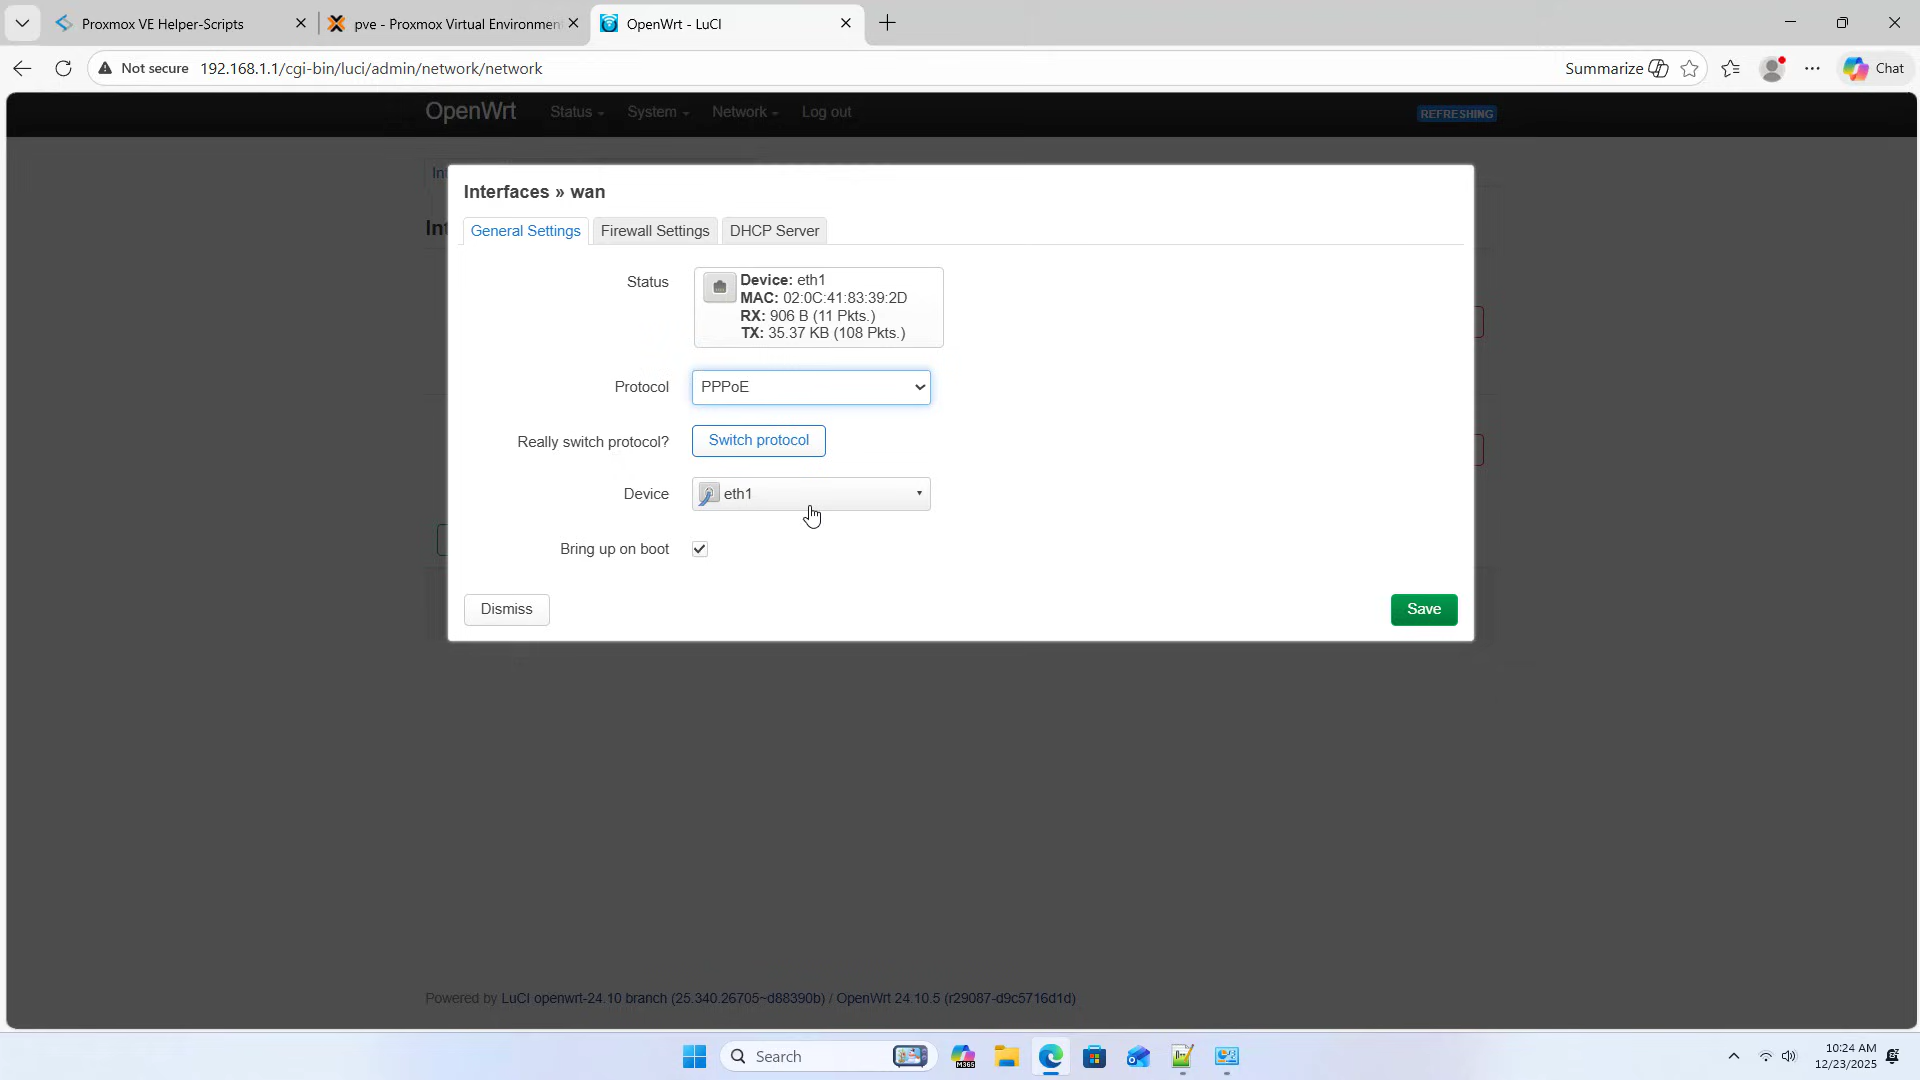 Proxmox VE Helper-Scripts
pve - Proxmox Virtual Environmen
OpenWrt - LuCI
Not secure
192.168.1.1/cgi-bin/luci/admin/network/network
Summarize
Chat
OpenWrt
Status
System
Network
Log out
REFRESHING
Int
Int
Interfaces » wan
General Settings
Firewall Settings
DHCP Server
Status
Device: eth1
MAC: 02:0C:41:83:39:2D
RX: 906 B (11 Pkts.)
TX: 35.37 KB (108 Pkts.)
Protocol
PPPoE
Really switch protocol?
Switch protocol
Device
eth1
Bring up on boot
Dismiss
Save
Powered by LuCI openwrt-24.10 branch (25.340.26705~d88390b) / OpenWrt 24.10.5 (r29087-d9c5716d1d)
Search
M365
10:24 AM
12/23/2025